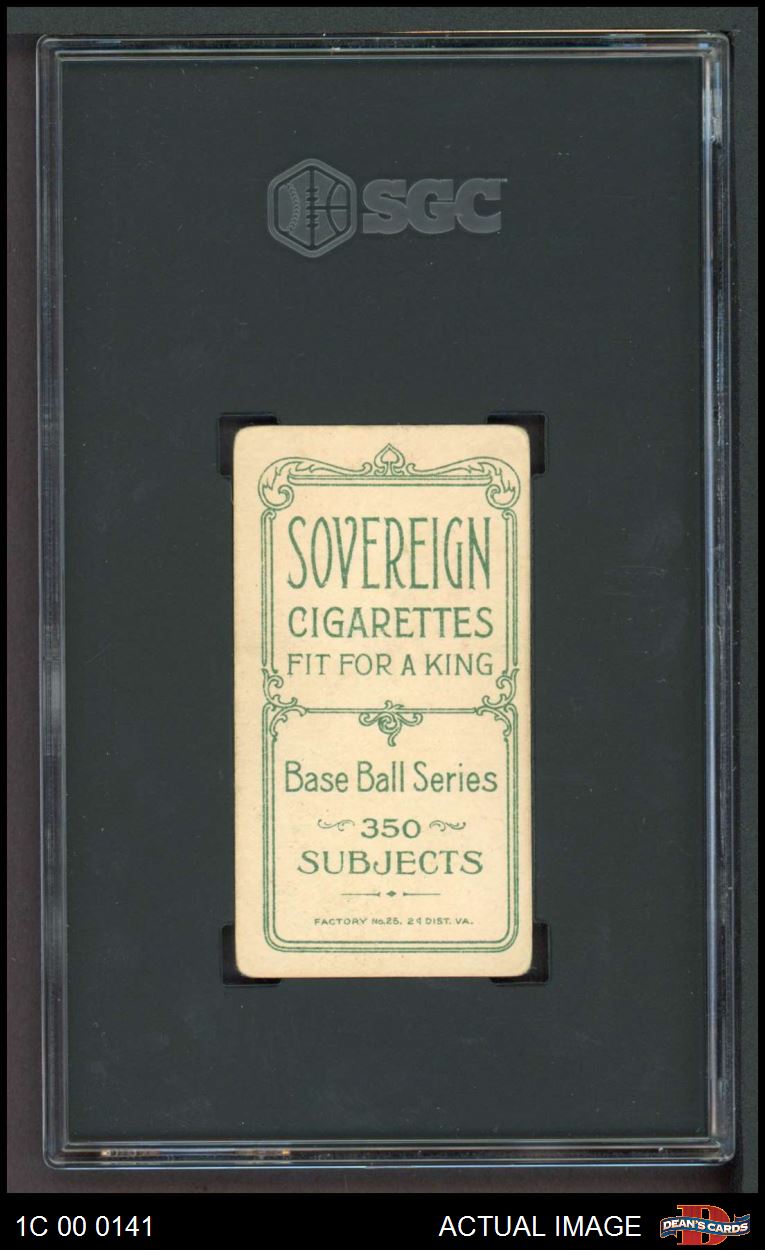 SGC
SOVEREIGN
CIGARETTES
FIT FOR A KING
Base Ball Series
350
SUBJECTS
FACTORY No.25. 2d DIST. VA.
1C 00 0141 ACTUAL IMAGE DEAN'S CARDS